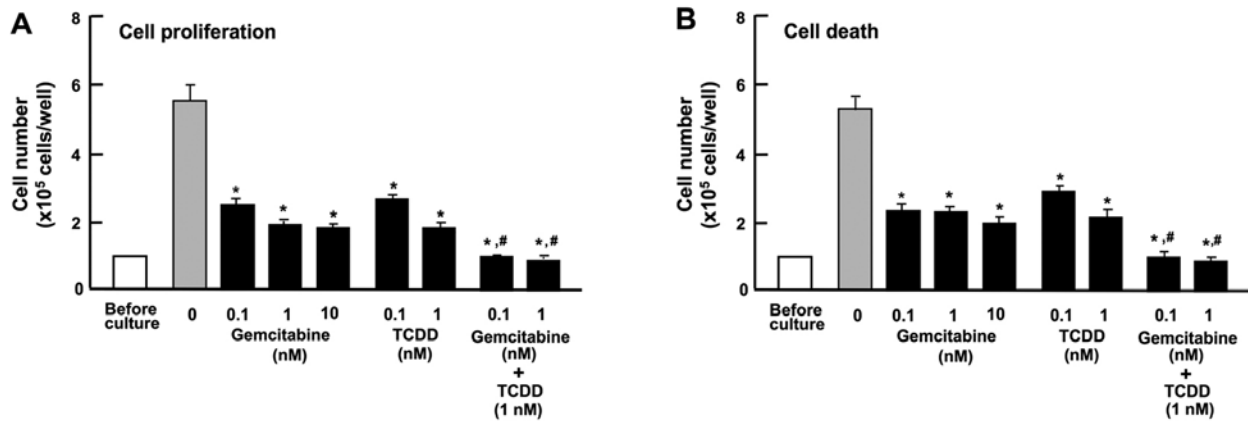 A
Cell proliferation
Cell number
(x10⁵ cells/well)
8
6
4
2
0
* * * * *,# *,#
Before
culture
0 0.1 1 10 0.1 1 0.1 1
Gemcitabine
(nM)
TCDD
(nM)
Gemcitabine
(nM)
+
TCDD
(1 nM)
*
B
Cell death
Cell number
(x10⁵ cells/well)
8
6
4
2
0
* * * * * *,# *,#
Before
culture
0 0.1 1 10 0.1 1 0.1 1
Gemcitabine
(nM)
TCDD
(nM)
Gemcitabine
(nM)
+
TCDD
(1 nM)